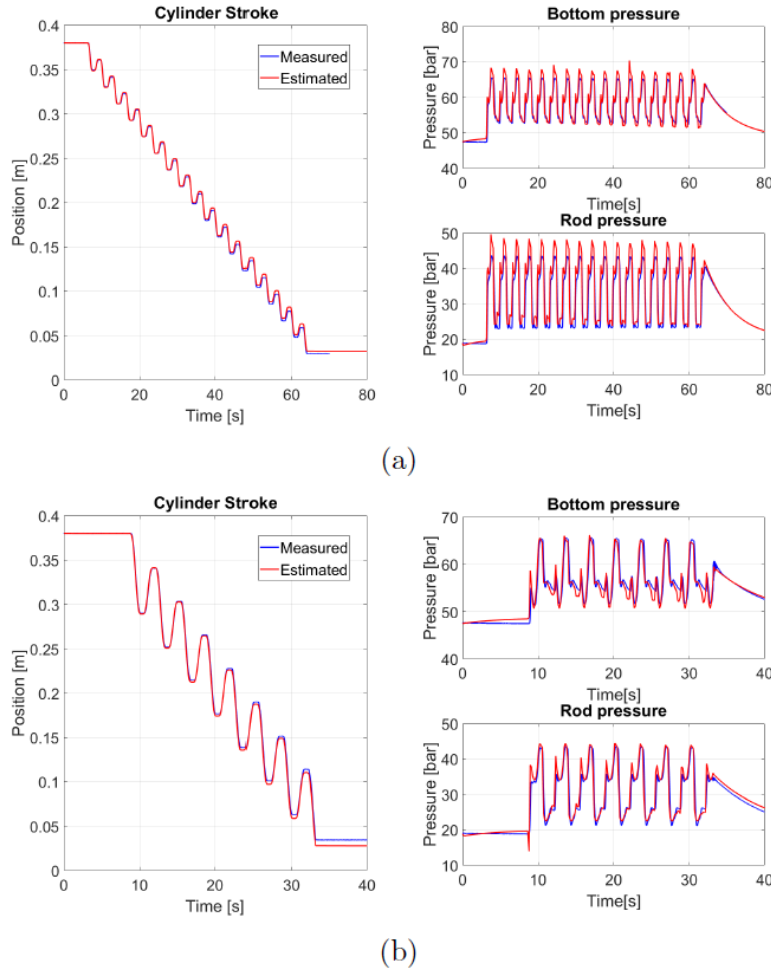 Cylinder Stroke
0.4
0.35
0.3
0.25
0.2
0.15
0.1
0.05
0
Position [m]
Measured
Estimated
0 20 40 60 80
Time [s]
Bottom pressure
80
70
60
50
40
Pressure [bar]
0 20 40 60 80
Time[s]
Rod pressure
50
40
30
20
10
Pressure [bar]
0 20 40 60 80
Time[s]
(a)
Cylinder Stroke
0.4
0.35
0.3
0.25
0.2
0.15
0.1
0.05
0
Position [m]
Measured
Estimated
0 10 20 30 40
Time [s]
Bottom pressure
70
60
50
40
Pressure [bar]
0 10 20 30 40
Time[s]
Rod pressure
50
40
30
20
10
Pressure [bar]
0 10 20 30 40
Time[s]
(b)